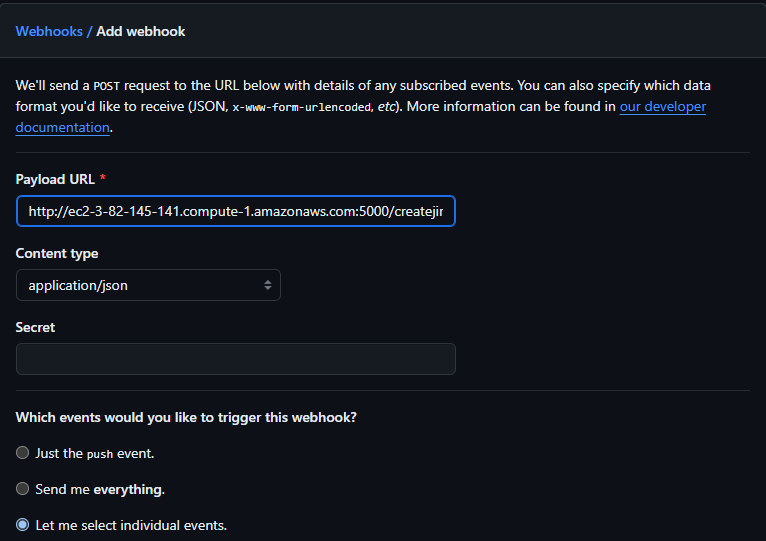 Webhooks / Add webhook
We'll send a POST request to the URL below with details of any subscribed events. You can also specify which data
format you'd like to receive (JSON, x-www-form-urlencoded, etc). More information can be found in our developer
documentation.
Payload URL *
http://ec2-3-82-145-141.compute-1.amazonaws.com:5000/createjir
Content type
application/json
Secret
Which events would you like to trigger this webhook?
Just the push event.
Send me everything.
Let me select individual events.